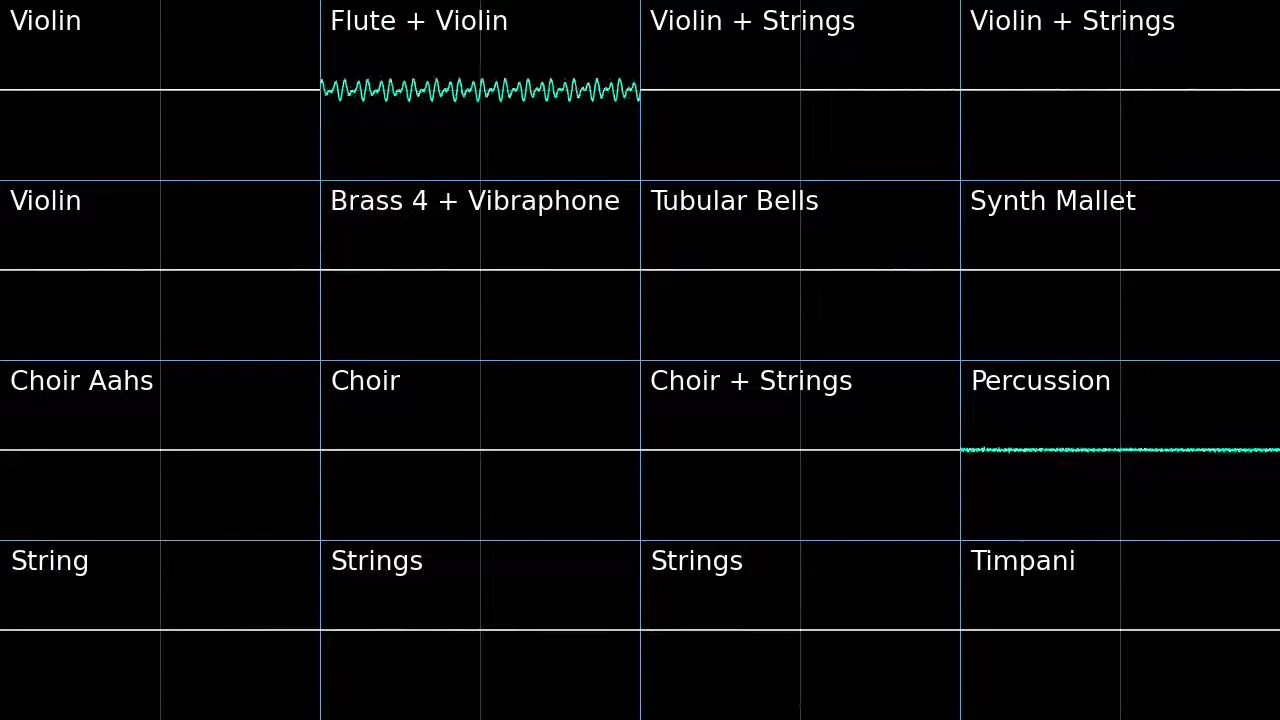 Violin
Flute + Violin
Violin + Strings
Violin + Strings
Violin
Brass 4 + Vibraphone
Tubular Bells
Synth Mallet
Choir Aahs
Choir
Choir + Strings
Percussion
String
Strings
Strings
Timpani